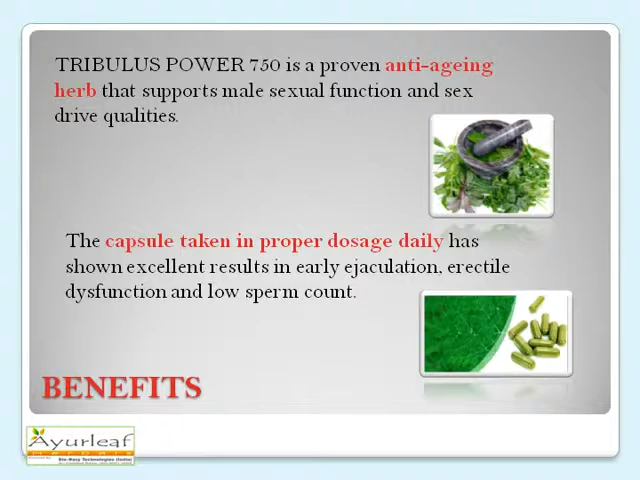 TRIBULUS POWER 750 is a proven anti-ageing
herb that supports male sexual function and sex
drive qualities.
The capsule taken in proper dosage daily has
shown excellent results in early ejaculation, erectile
dysfunction and low sperm count.
BENEFITS
Ayurleaf